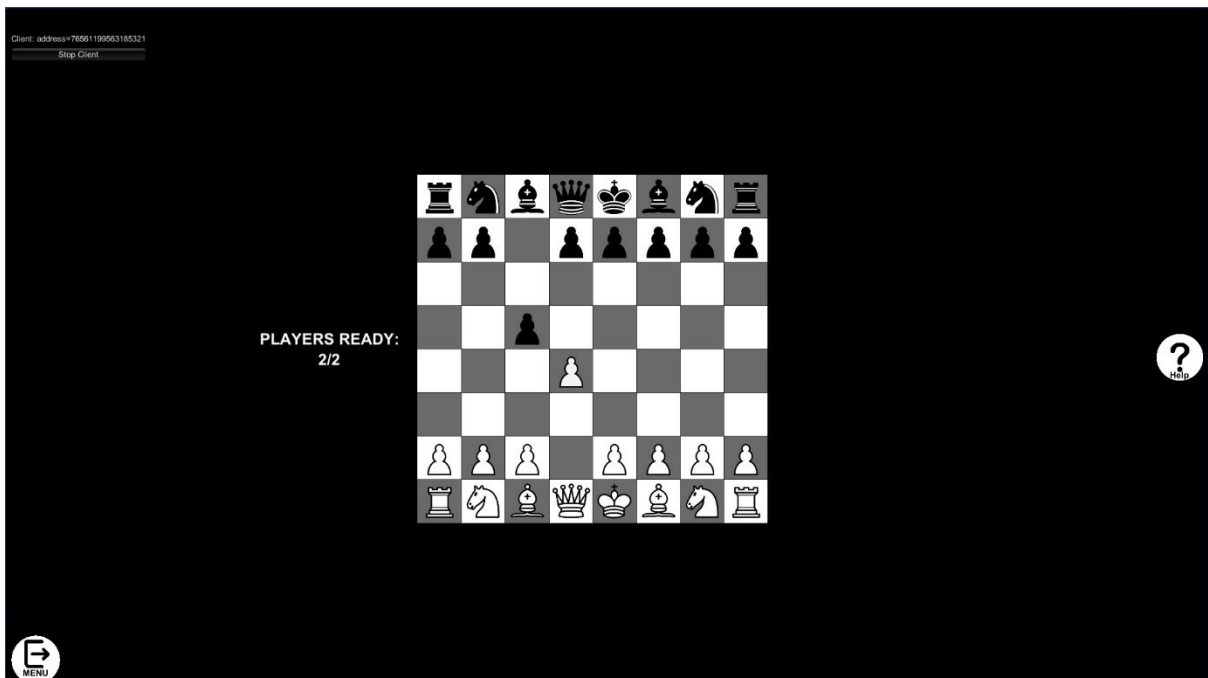 Client: address=76561199563185321
Stop Client
PLAYERS READY:
2/2
?
Help
MENU